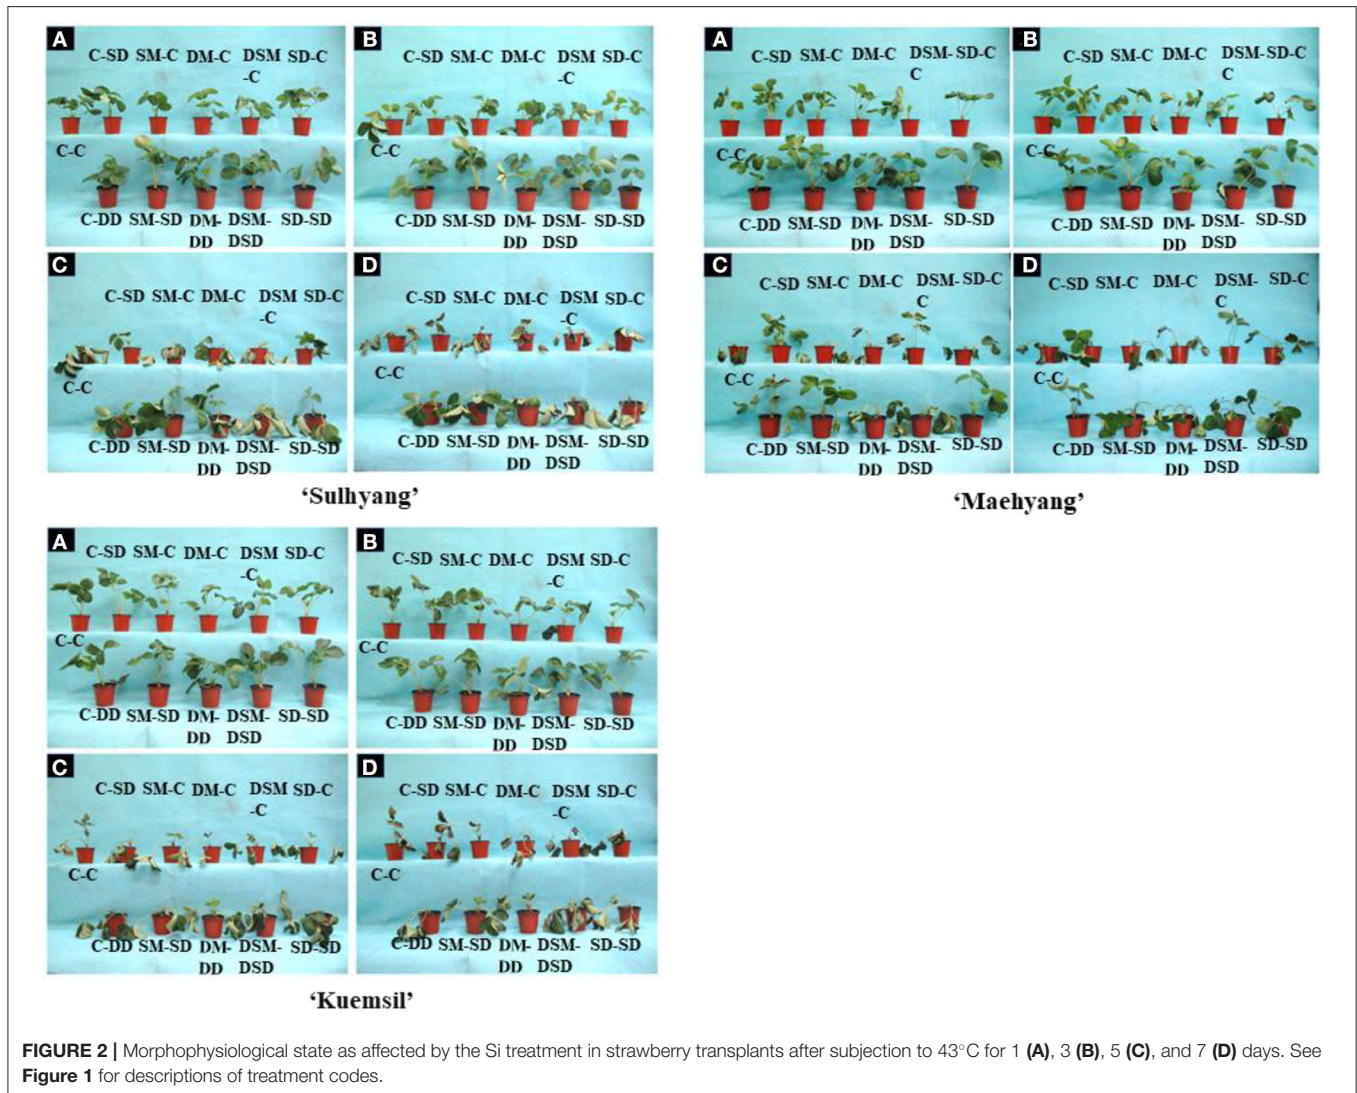 A
C-SD SM-C DM-C DSM SD-C
-C
C-C
C-DD SM-SD DM- DSM- SD-SD
DD DSD
B
C-SD SM-C DM-C DSM SD-C
-C
C-C
C-DD SM-SD DM- DSM- SD-SD
DD DSD
C
C-SD SM-C DM-C DSM SD-C
-C
C-C
C-DD SM-SD DM- DSM- SD-SD
DD DSD
D
C-SD SM-C DM-C DSM SD-C
-C
C-C
C-DD SM-SD DM- DSM- SD-SD
DD DSD
‘Sulhyang’
A
C-SD SM-C DM-C DSM- SD-C
C
C-C
C-DD SM-SD DM- DSM- SD-SD
DD DSD
B
C-SD SM-C DM-C DSM- SD-C
C
C-C
C-DD SM-SD DM- DSM- SD-SD
DD DSD
C
C-SD SM-C DM-C DSM- SD-C
C
C-C
C-DD SM-SD DM- DSM- SD-SD
DD DSD
D
C-SD SM-C DM-C DSM- SD-C
C
C-C
C-DD SM-SD DM- DSM- SD-SD
DD DSD
‘Maehyang’
A
C-SD SM-C DM-C DSM SD-C
-C
C-C
C-DD SM-SD DM- DSM- SD-SD
DD DSD
B
C-SD SM-C DM-C DSM SD-C
-C
C-C
C-DD SM-SD DM- DSM- SD-SD
DD DSD
C
C-SD SM-C DM-C DSM SD-C
-C
C-C
C-DD SM-SD DM- DSM- SD-SD
DD DSD
D
C-SD SM-C DM-C DSM SD-C
-C
C-C
C-DD SM-SD DM- DSM- SD-SD
DD DSD
‘Kuemsil’
FIGURE 2 | Morphophysiological state as affected by the Si treatment in strawberry transplants after subjection to 43°C for 1 (A), 3 (B), 5 (C), and 7 (D) days. See
Figure 1 for descriptions of treatment codes.